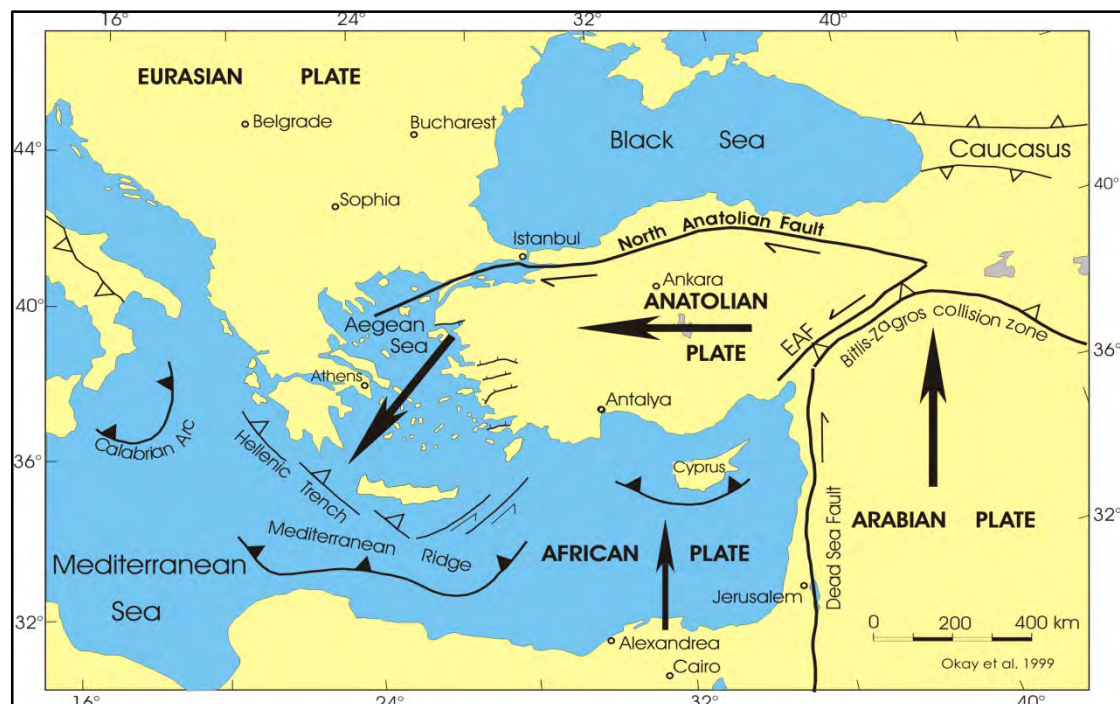 16°
24°
32°
40°
EURASIAN PLATE
Belgrade
Bucharest
Black Sea
Caucasus
44°
40°
Sophia
Istanbul
North Anatolian Fault
Ankara
ANATOLIAN
PLATE
40°
Aegean
Sea
EAF
Bitlis-Zagros collision zone
36°
Athens
Antalya
Calabrian Arc
Hellenic
Trench
Cyprus
36°
Mediterranean
Ridge
AFRICAN PLATE
ARABIAN PLATE
32°
Mediterranean
Sea
Dead Sea Fault
Jerusalem
0 200 400 km
32°
Alexandrea
Cairo
Okay et al. 1999
16°
24°
32°
40°